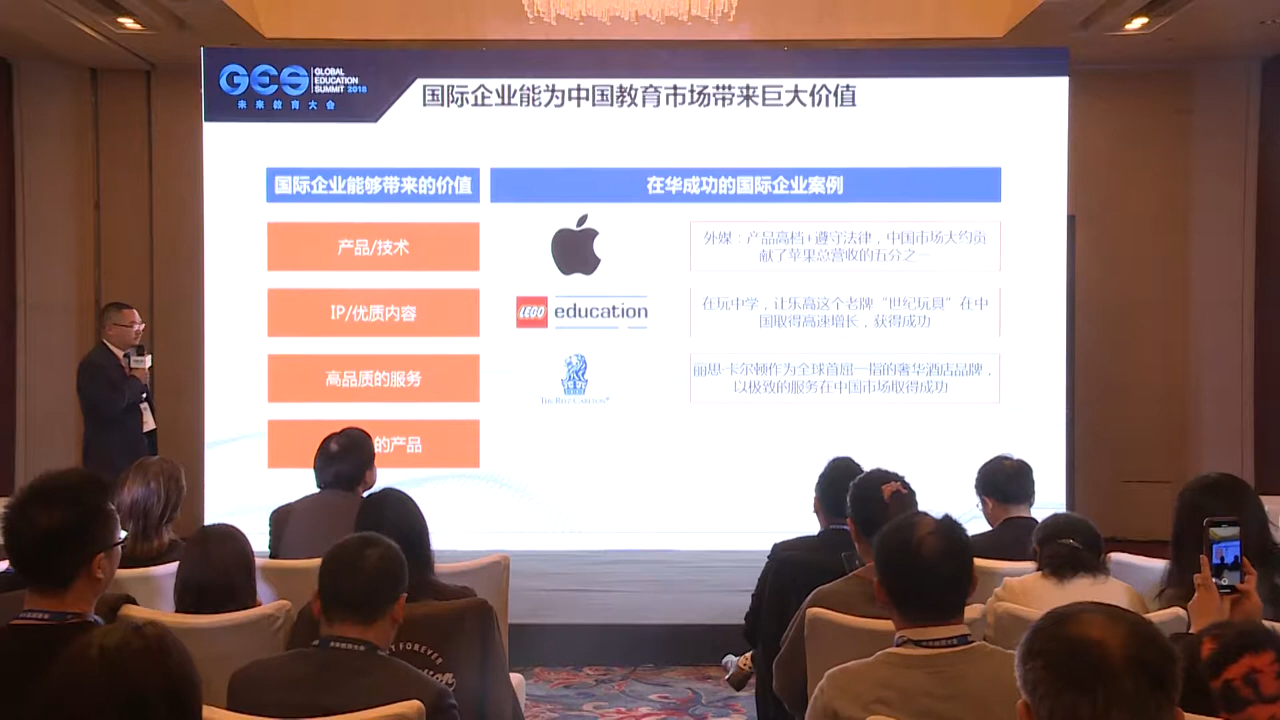 GES
GLOBAL
EDUCATION
SUMMIT 2018
未来教育大会
国际企业能为中国教育市场带来巨大价值
国际企业能够带来的价值
在华成功的国际企业案例
产品/技术
外媒：产品高档+遵守法律，中国市场大约贡
献了苹果总营收的五分之一
IP/优质内容
LEGO education
在玩中学，让乐高这个老牌“世纪玩具”在中
国取得高速增长，获得成功
高品质的服务
THE RITZ-CARLTON®
丽思·卡尔顿作为全球首屈一指的奢华酒店品牌，
以极致的服务在中国市场取得成功
的产品
FOREVER